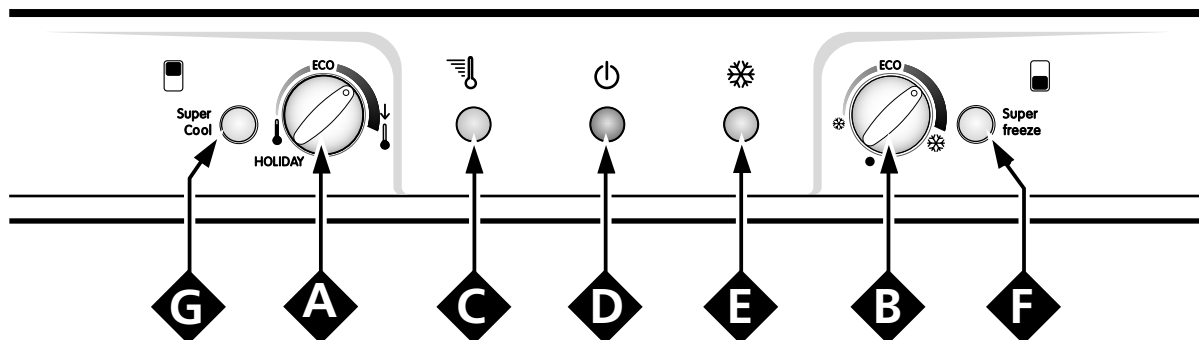 ECO
Super
Cool
HOLIDAY
ECO
Super
freeze
G A C D E B F